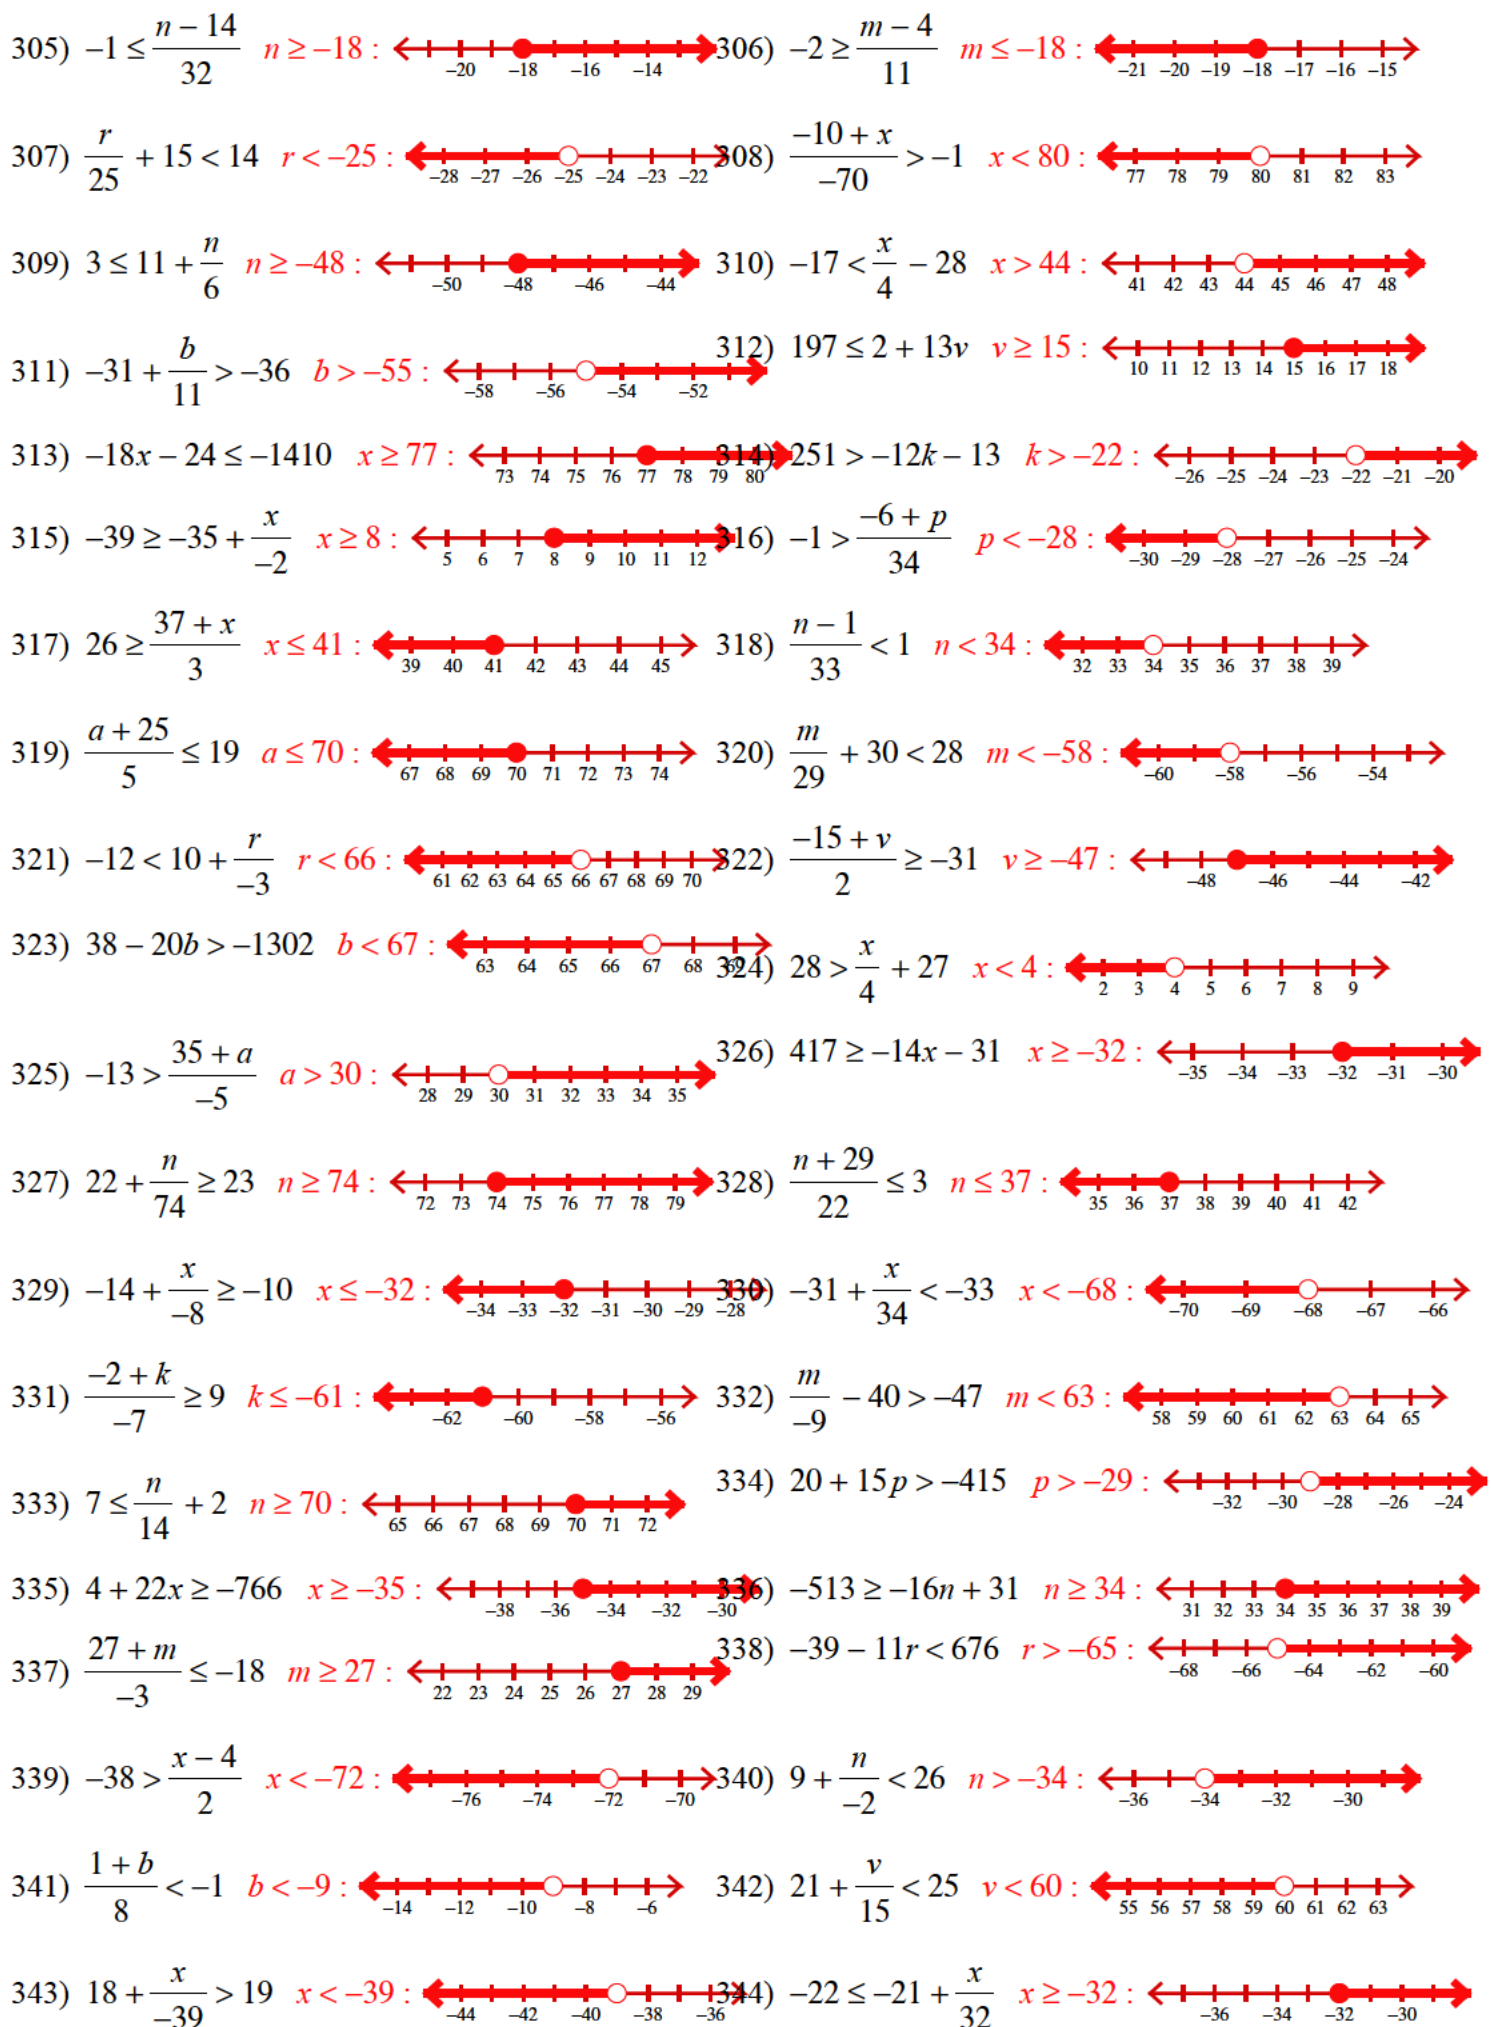 305) −1 ≤ (n − 14)/32 n ≥ −18 : −20 −18 −16 −14
306) −2 ≥ (m − 4)/11 m ≤ −18 : −21 −20 −19 −18 −17 −16 −15
307) r/25 + 15 < 14 r < −25 : −28 −27 −26 −25 −24 −23 −22
308) (−10 + x)/−70 > −1 x < 80 : 77 78 79 80 81 82 83
309) 3 ≤ 11 + n/6 n ≥ −48 : −50 −48 −46 −44
310) −17 < x/4 − 28 x > 44 : 41 42 43 44 45 46 47 48
311) −31 + b/11 > −36 b > −55 : −58 −56 −54 −52
312) 197 ≤ 2 + 13v v ≥ 15 : 10 11 12 13 14 15 16 17 18
313) −18x − 24 ≤ −1410 x ≥ 77 : 73 74 75 76 77 78 79 80
314) 251 > −12k − 13 k > −22 : −26 −25 −24 −23 −22 −21 −20
315) −39 ≥ −35 + x/−2 x ≥ 8 : 5 6 7 8 9 10 11 12
316) −1 > (−6 + p)/34 p < −28 : −30 −29 −28 −27 −26 −25 −24
317) 26 ≥ (37 + x)/3 x ≤ 41 : 39 40 41 42 43 44 45
318) (n − 1)/33 < 1 n < 34 : 32 33 34 35 36 37 38 39
319) (a + 25)/5 ≤ 19 a ≤ 70 : 67 68 69 70 71 72 73 74
320) m/29 + 30 < 28 m < −58 : −60 −58 −56 −54
321) −12 < 10 + r/−3 r < 66 : 61 62 63 64 65 66 67 68 69 70
322) (−15 + v)/2 ≥ −31 v ≥ −47 : −48 −46 −44 −42
323) 38 − 20b > −1302 b < 67 : 63 64 65 66 67 68 69
324) 28 > x/4 + 27 x < 4 : 2 3 4 5 6 7 8 9
325) −13 > (35 + a)/−5 a > 30 : 28 29 30 31 32 33 34 35
326) 417 ≥ −14x − 31 x ≥ −32 : −35 −34 −33 −32 −31 −30
327) 22 + n/74 ≥ 23 n ≥ 74 : 72 73 74 75 76 77 78 79
328) (n + 29)/22 ≤ 3 n ≤ 37 : 35 36 37 38 39 40 41 42
329) −14 + x/−8 ≥ −10 x ≤ −32 : −34 −33 −32 −31 −30 −29 −28
330) −31 + x/34 < −33 x < −68 : −70 −69 −68 −67 −66
331) (−2 + k)/−7 ≥ 9 k ≤ −61 : −62 −60 −58 −56
332) m/−9 − 40 > −47 m < 63 : 58 59 60 61 62 63 64 65
333) 7 ≤ n/14 + 2 n ≥ 70 : 65 66 67 68 69 70 71 72
334) 20 + 15p > −415 p > −29 : −32 −30 −28 −26 −24
335) 4 + 22x ≥ −766 x ≥ −35 : −38 −36 −34 −32 −30
336) −513 ≥ −16n + 31 n ≥ 34 : 31 32 33 34 35 36 37 38 39
337) (27 + m)/−3 ≤ −18 m ≥ 27 : 22 23 24 25 26 27 28 29
338) −39 − 11r < 676 r > −65 : −68 −66 −64 −62 −60
339) −38 > (x − 4)/2 x < −72 : −76 −74 −72 −70
340) 9 + n/−2 < 26 n > −34 : −36 −34 −32 −30
341) (1 + b)/8 < −1 b < −9 : −14 −12 −10 −8 −6
342) 21 + v/15 < 25 v < 60 : 55 56 57 58 59 60 61 62 63
343) 18 + x/−39 > 19 x < −39 : −44 −42 −40 −38 −36
344) −22 ≤ −21 + x/32 x ≥ −32 : −36 −34 −32 −30